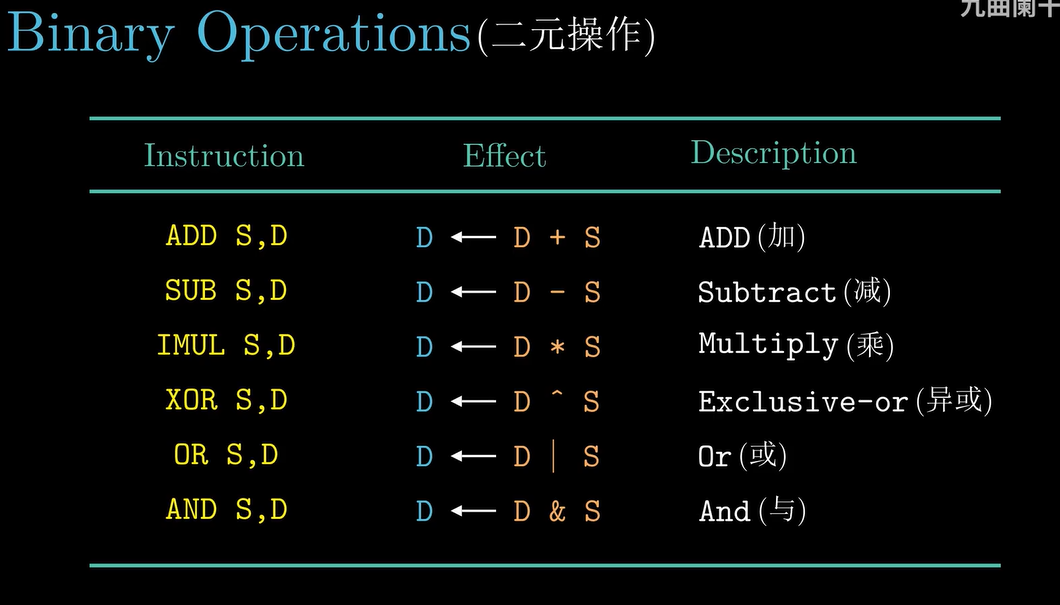 九曲阑干
Binary Operations(二元操作)
Instruction Effect Description
ADD S,D D ← D + S ADD(加)
SUB S,D D ← D - S Subtract(减)
IMUL S,D D ← D * S Multiply(乘)
XOR S,D D ← D ^ S Exclusive-or(异或)
OR S,D D ← D | S Or(或)
AND S,D D ← D & S And(与)